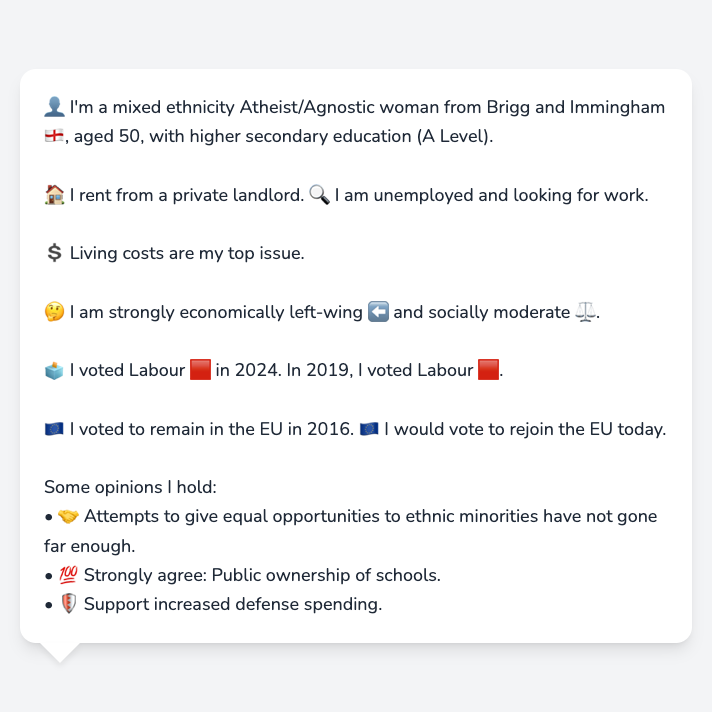 👤 I'm a mixed ethnicity Atheist/Agnostic woman from Brigg and Immingham
🏴󠁧󠁢󠁥󠁮󠁧󠁿, aged 50, with higher secondary education (A Level).
🏠 I rent from a private landlord. 🔍 I am unemployed and looking for work.
💲 Living costs are my top issue.
🤔 I am strongly economically left-wing ⬅️ and socially moderate ⚖️.
🗳️ I voted Labour 🟥 in 2024. In 2019, I voted Labour 🟥.
🇪🇺 I voted to remain in the EU in 2016. 🇪🇺 I would vote to rejoin the EU today.
Some opinions I hold:
• 🤝 Attempts to give equal opportunities to ethnic minorities have not gone
far enough.
• 💯 Strongly agree: Public ownership of schools.
• 🛡️ Support increased defense spending.